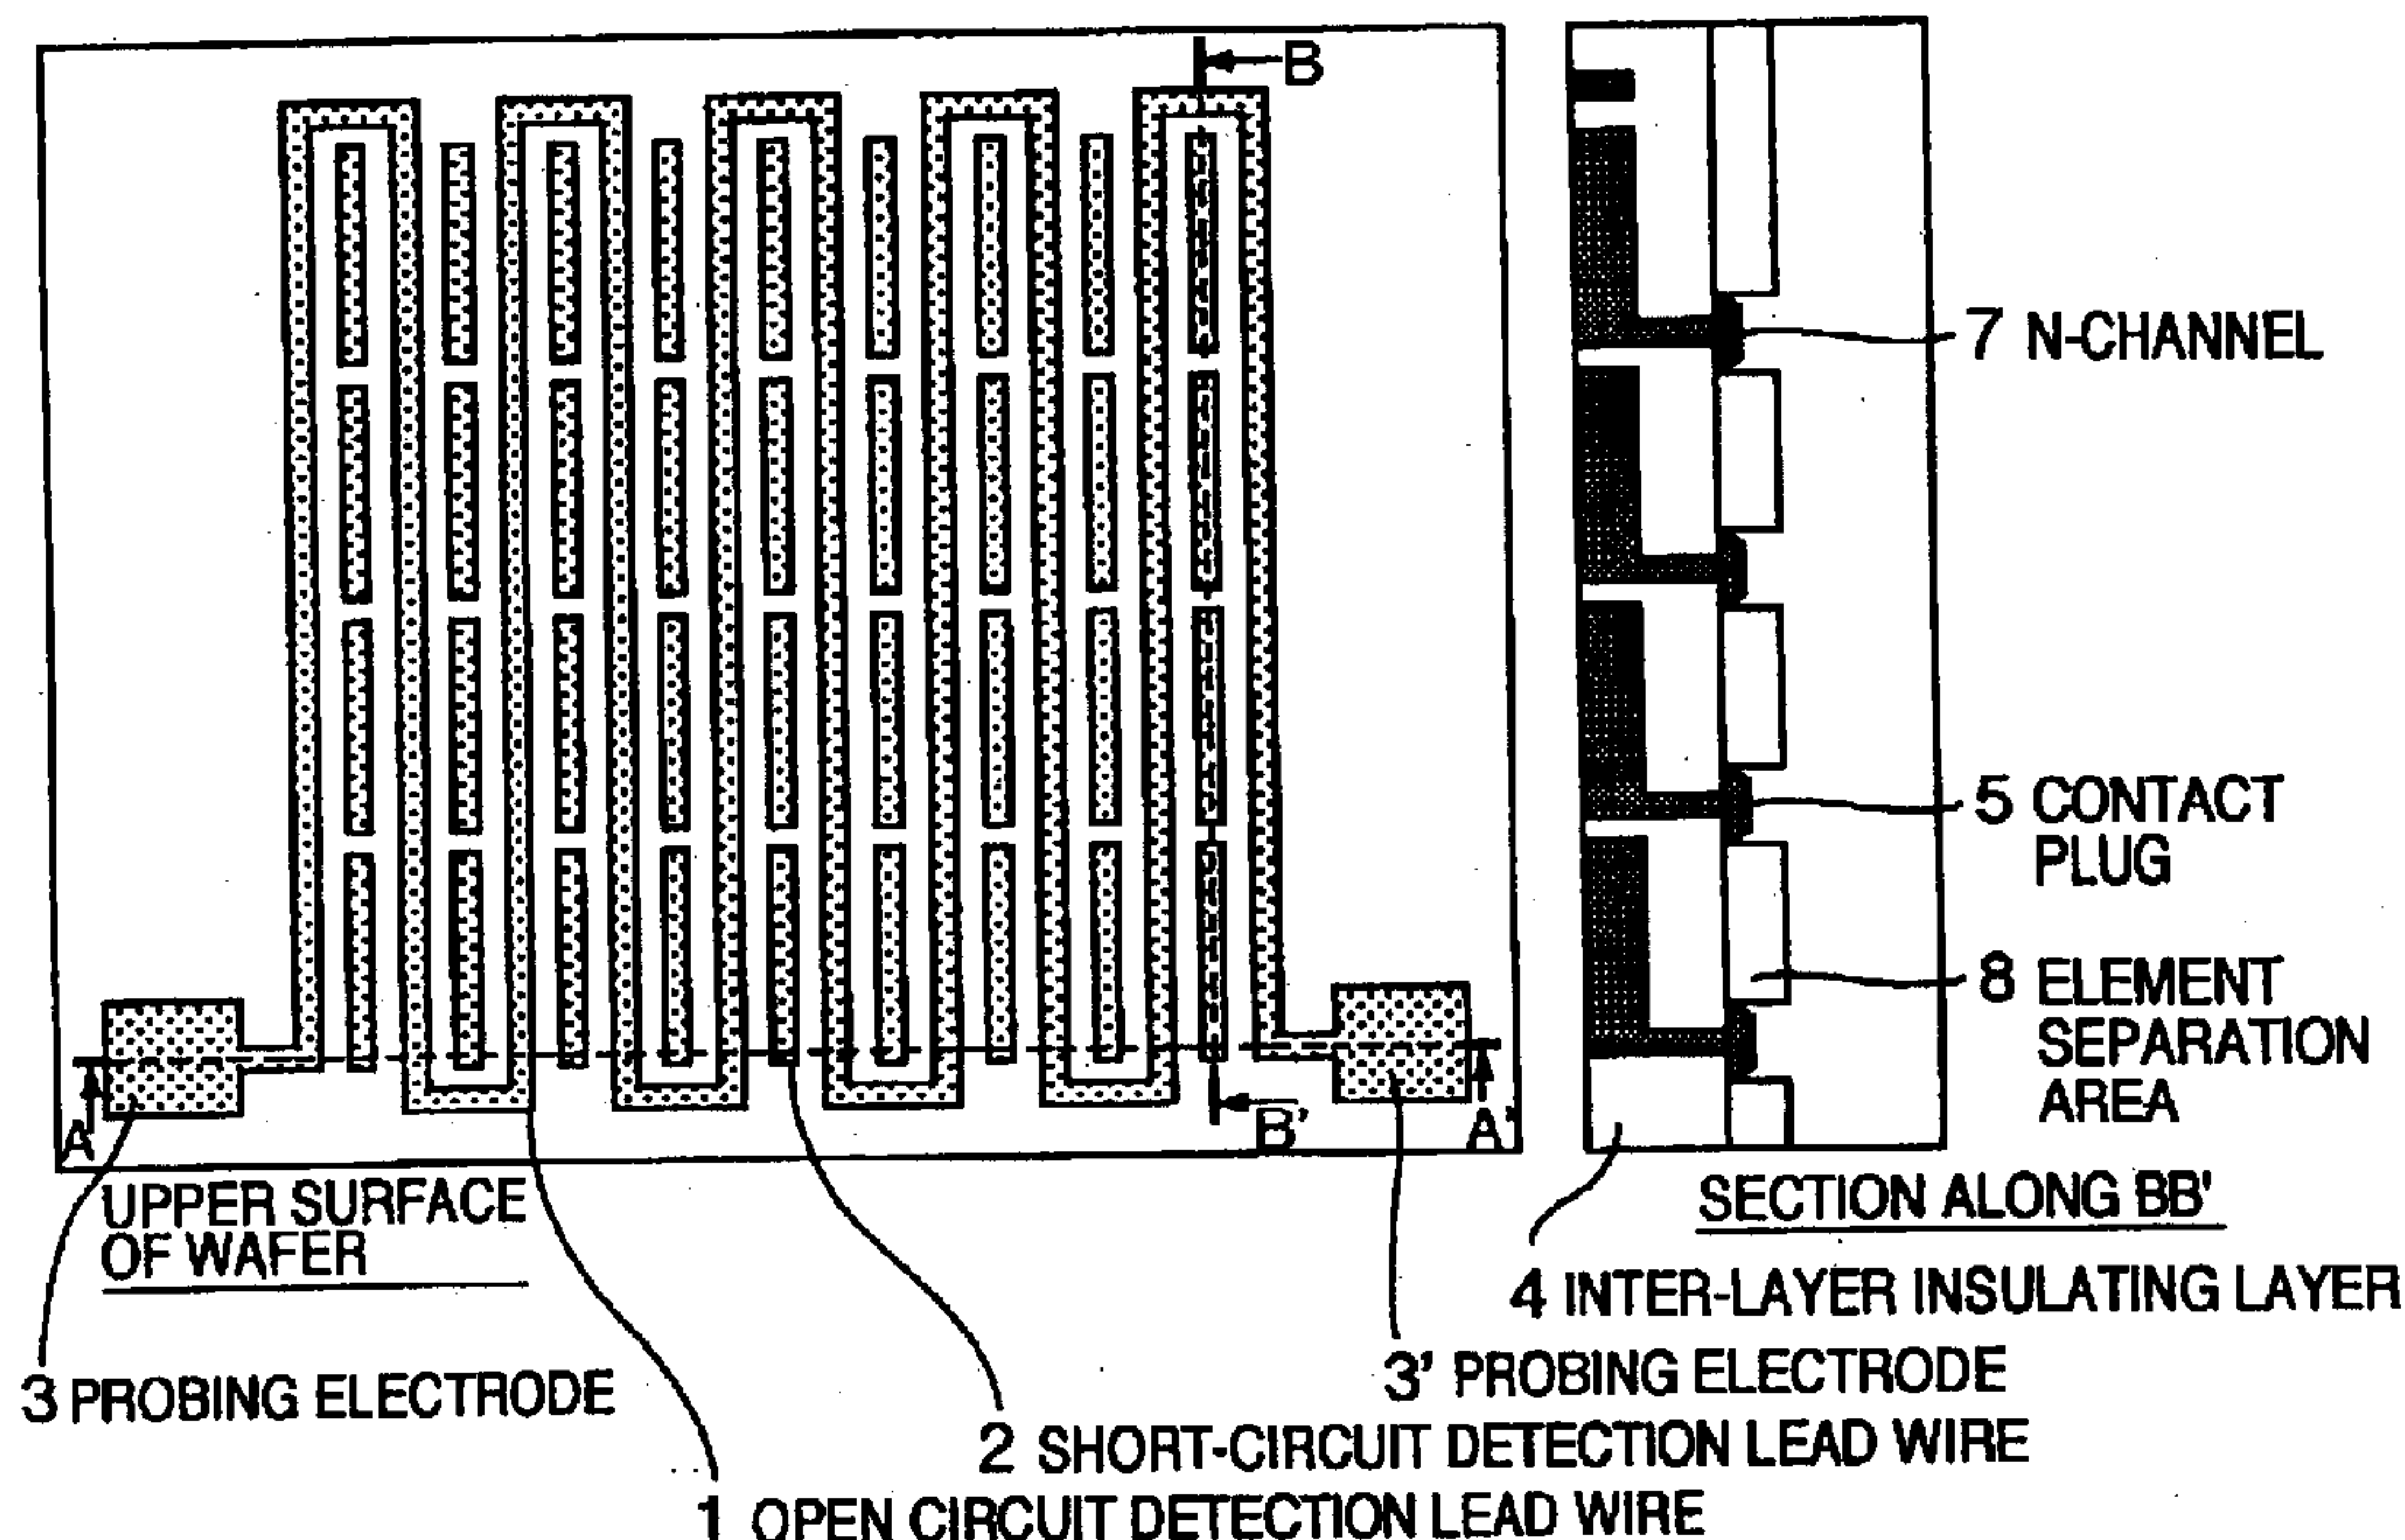 B
7 N-CHANNEL
5 CONTACT
PLUG
8 ELEMENT
SEPARATION
AREA
A
B'
A'
UPPER SURFACE
OF WAFER
SECTION ALONG BB'
4 INTER-LAYER INSULATING LAYER
3 PROBING ELECTRODE
3' PROBING ELECTRODE
2 SHORT-CIRCUIT DETECTION LEAD WIRE
1 OPEN CIRCUIT DETECTION LEAD WIRE